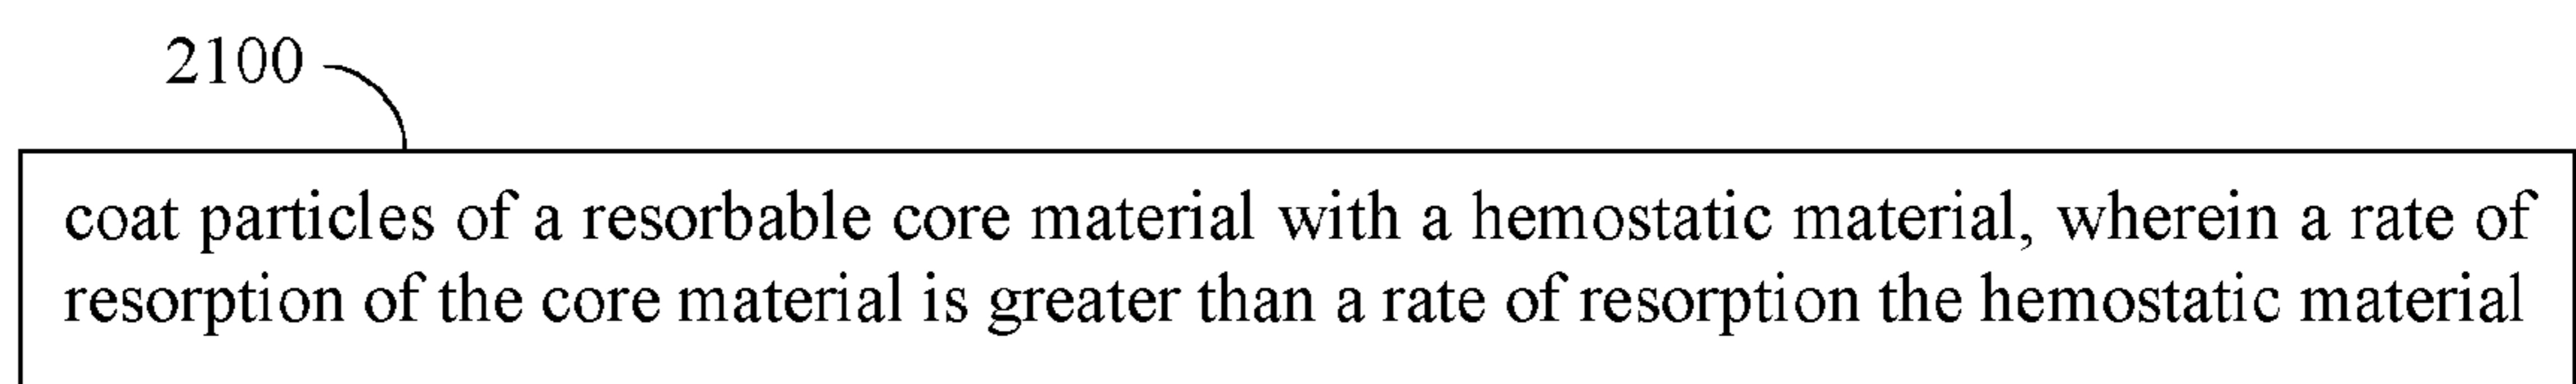 2100
coat particles of a resorbable core material with a hemostatic material, wherein a rate of
resorption of the core material is greater than a rate of resorption the hemostatic material